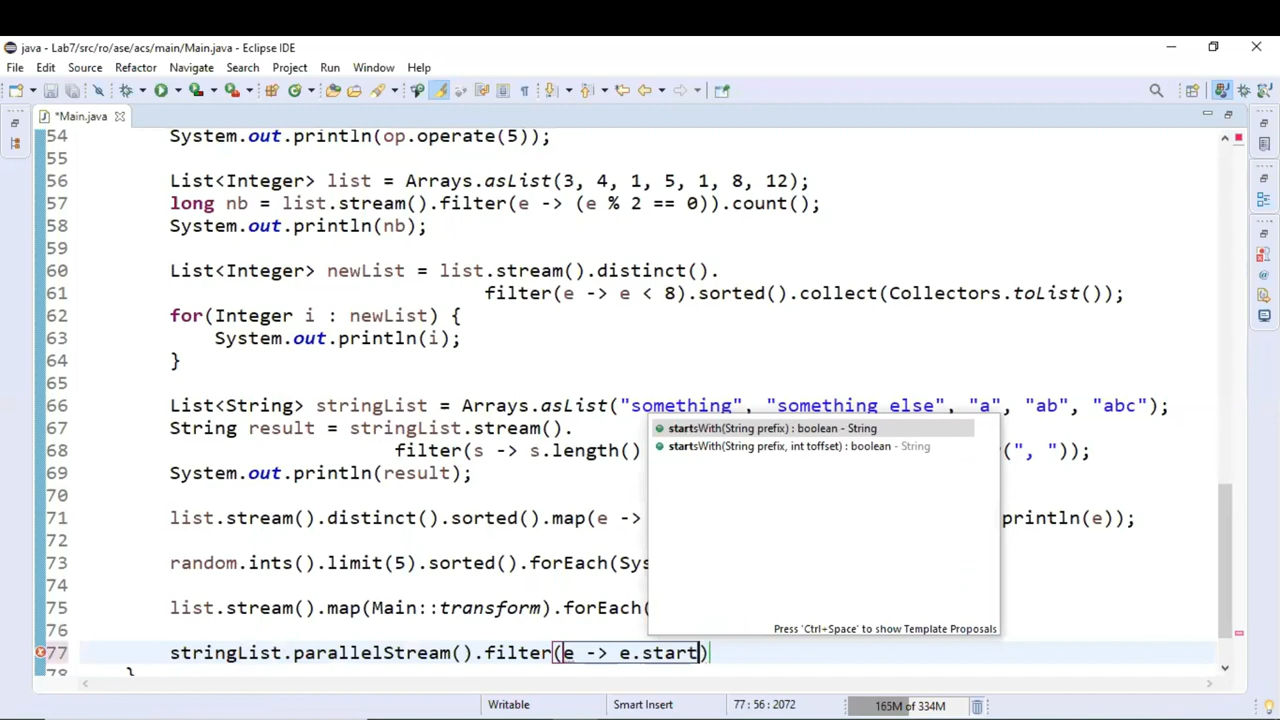 java - Lab7/src/ro/ase/acs/main/Main.java - Eclipse IDE
File Edit Source Refactor Navigate Search Project Run Window Help
*Main.java
54 System.out.println(op.operate(5));
55
56 List<Integer> list = Arrays.asList(3, 4, 1, 5, 1, 8, 12);
57 long nb = list.stream().filter(e -> (e % 2 == 0)).count();
58 System.out.println(nb);
59
60 List<Integer> newList = list.stream().distinct().
61 filter(e -> e < 8).sorted().collect(Collectors.toList());
62 for(Integer i : newList) {
63 System.out.println(i);
64 }
65
66 List<String> stringList = Arrays.asList("something", "something else", "a", "ab", "abc");
67 String result = stringList.stream().
68 filter(s -> s.length() (", "));
69 System.out.println(result);
70
71 list.stream().distinct().sorted().map(e -> println(e));
72
73 random.ints().limit(5).sorted().forEach(Sys
74
75 list.stream().map(Main::transform).forEach(
76
77 stringList.parallelStream().filter(e -> e.start)
78 }
startsWith(String prefix) : boolean - String
startsWith(String prefix, int toffset) : boolean - String
Press 'Ctrl+Space' to show Template Proposals
Writable Smart Insert 77 : 56 : 2072 165M of 334M